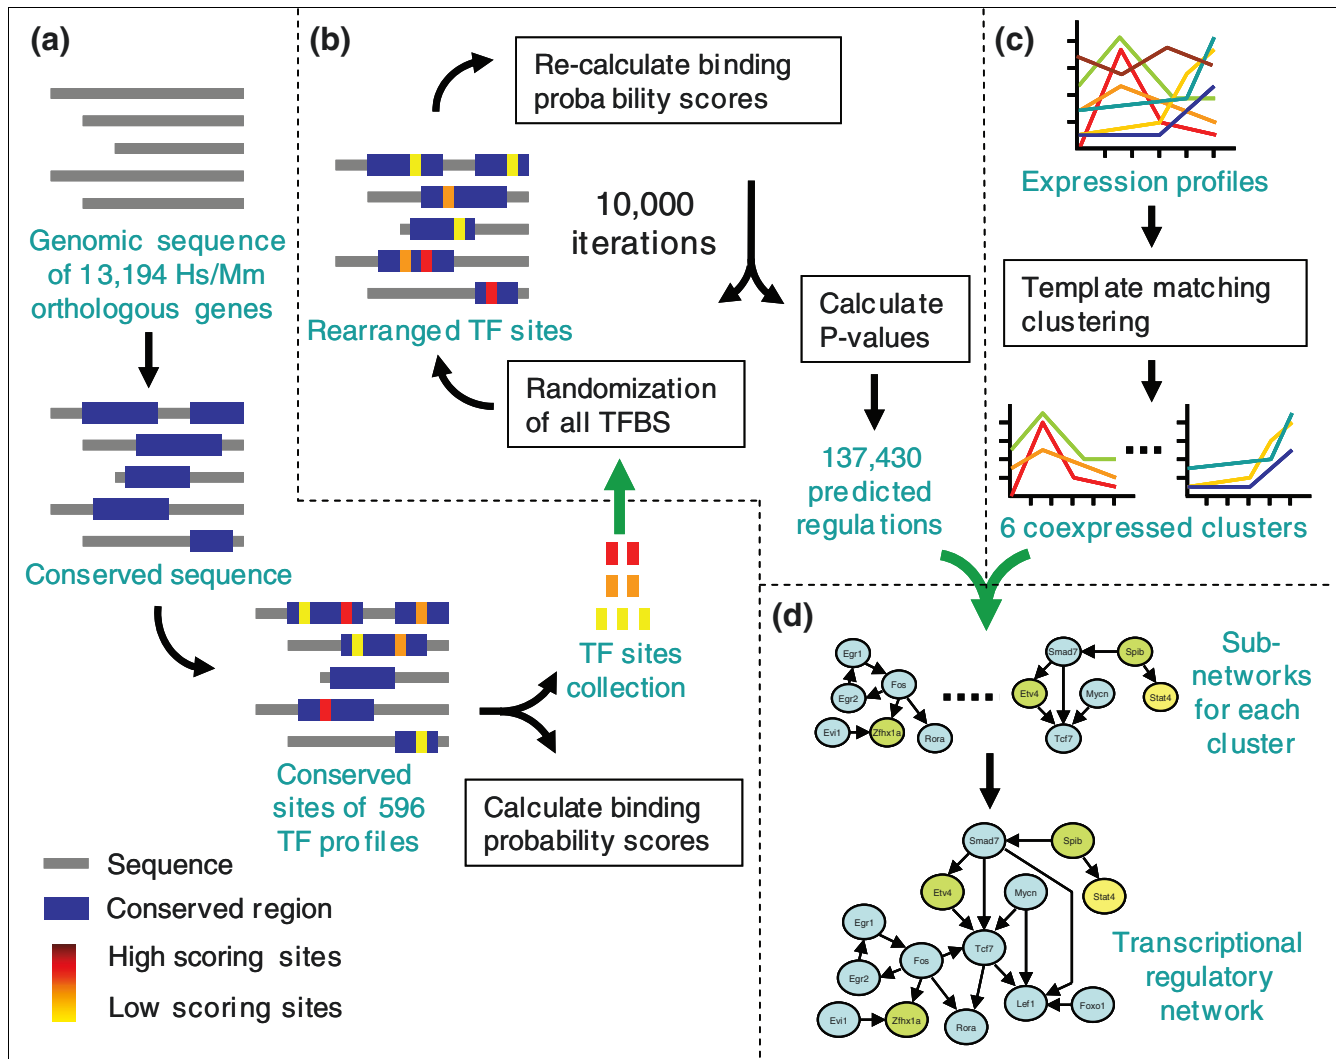 (a)
Genomic sequence
of 13,194 Hs/Mm
orthologous genes
Conserved sequence
Conserved
sites of 596
TF profiles
TF sites
collection
Calculate binding
probability scores
Sequence
Conserved region
High scoring sites
Low scoring sites
(b)
Re-calculate binding
probability scores
10,000
iterations
Rearranged TF sites
Randomization
of all TFBS
Calculate
P-values
137,430
predicted
regulations
(c)
Expression profiles
Template matching
clustering
6 coexpressed clusters
(d)
Egr1
Fos
Egr2
Evi1
Zfhx1a
Rora
Smad7
Spib
Etv4
Mycn
Stat4
Tcf7
Sub-
networks
for each
cluster
Smad7
Spib
Etv4
Mycn
Stat4
Egr1
Fos
Tcf7
Egr2
Evi1
Zfhx1a
Rora
Lef1
Foxo1
Transcriptional
regulatory
network